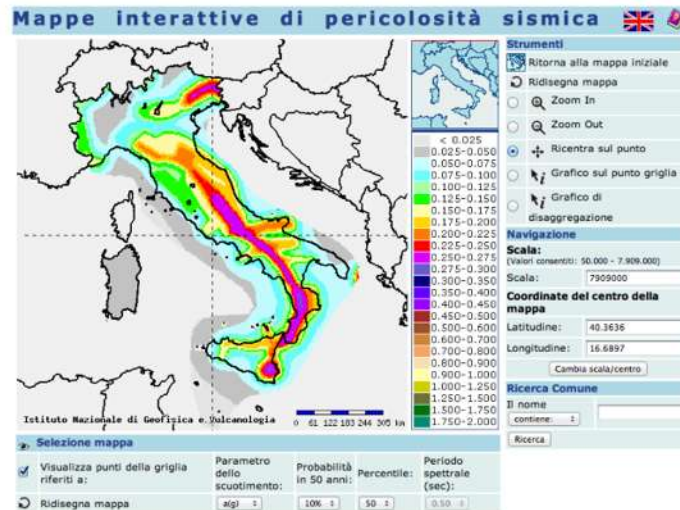 Mappe interattive di pericolosità sismica
Strumenti
Ritorna alla mappa iniziale
Ridisegna mappa
Zoom In
Zoom Out
Ricentra sul punto
Grafico sul punto griglia
Grafico di
disaggregazione
Navigazione
Scala:
(Valori consentiti: 50.000 - 7.909.000)
Scala: 7909000
Coordinate del centro della
mappa
Latitudine: 40.3636
Longitudine: 16.6897
Cambia scala/centro
Ricerca Comune
Il nome
contiene:
Ricerca
< 0.025
0.025-0.050
0.050-0.075
0.075-0.100
0.100-0.125
0.125-0.150
0.150-0.175
0.175-0.200
0.200-0.225
0.225-0.250
0.250-0.275
0.275-0.300
0.300-0.350
0.350-0.400
0.400-0.450
0.450-0.500
0.500-0.600
0.600-0.700
0.700-0.800
0.800-0.900
0.900-1.000
1.000-1.250
1.250-1.500
1.500-1.750
1.750-2.000
Istituto Nazionale di Geofisica e Vulcanologia
0 61 122 183 244 305 km
Selezione mappa
Visualizza punti della griglia
riferiti a:
Parametro
dello
scuotimento:
Probabilità
in 50 anni:
Percentile:
Periodo
spettrale
(sec):
Ridisegna mappa
a(g) 10% 50 0.50